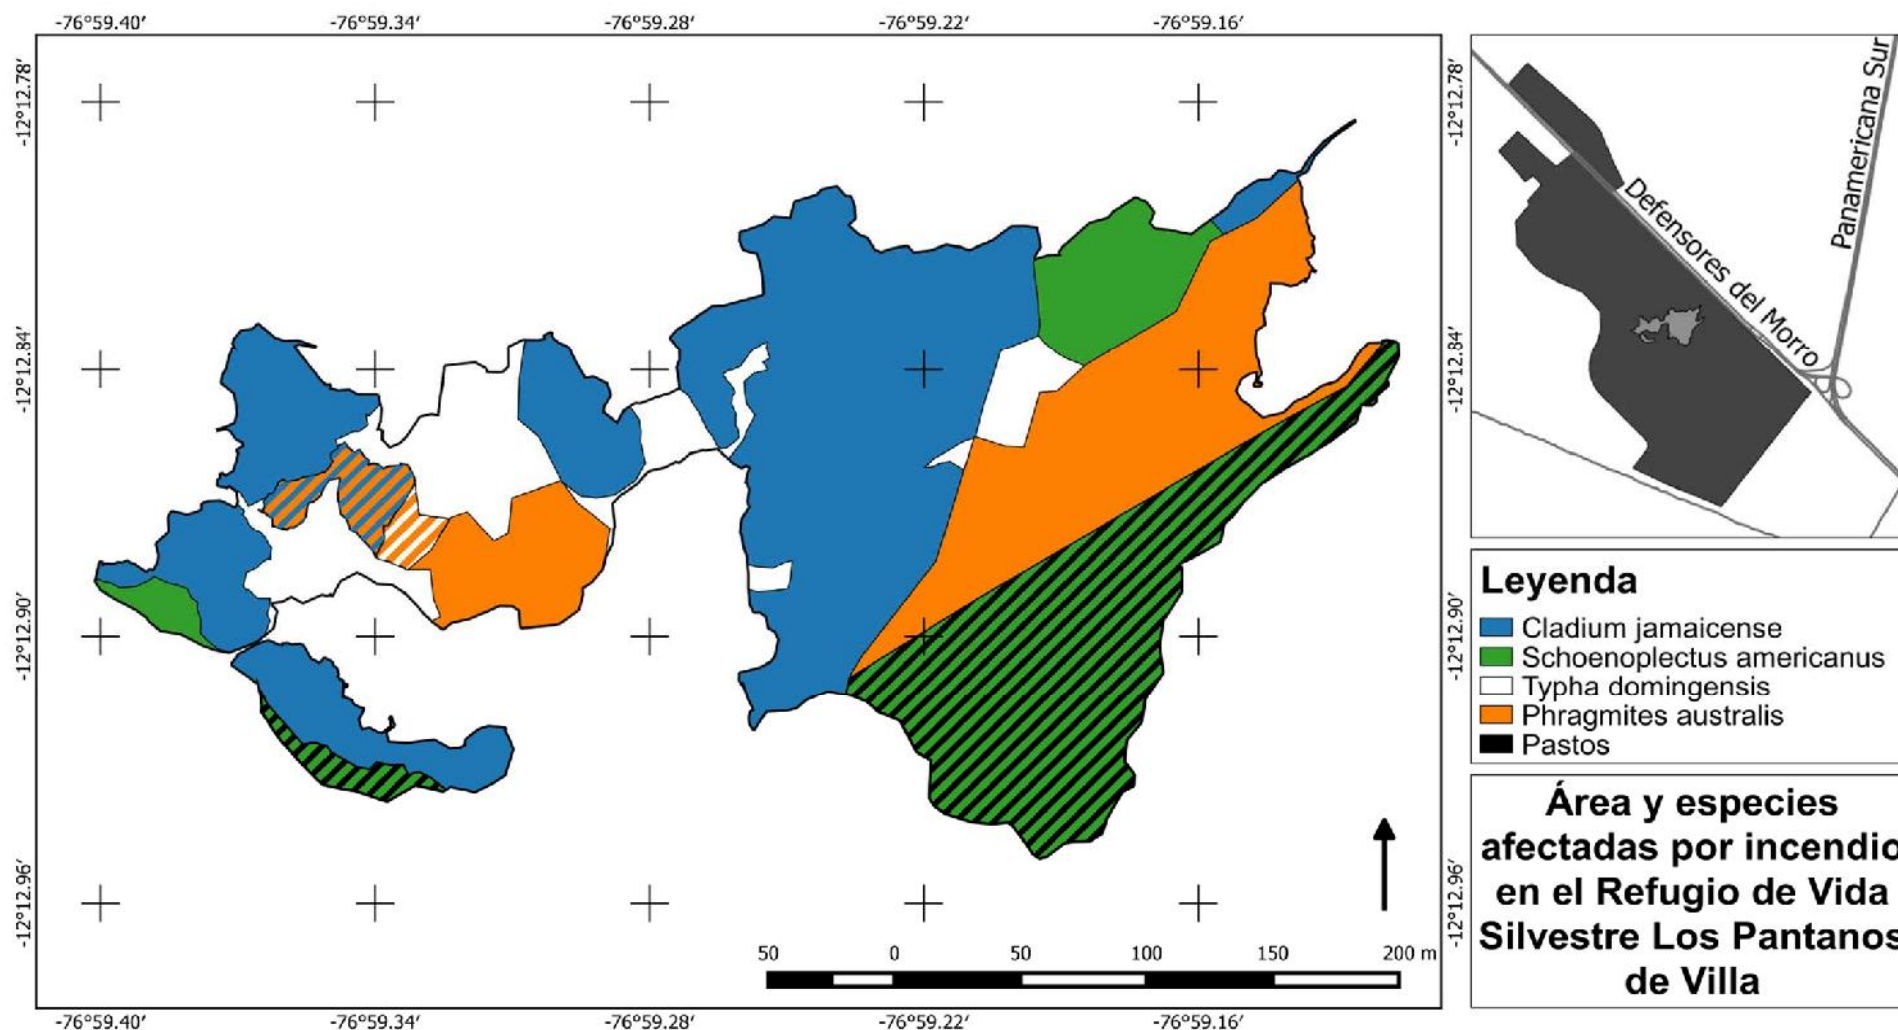 -76°59.40′ -76°59.34′ -76°59.28′ -76°59.22′ -76°59.16′
-12°12.78′ -12°12.78′
-12°12.84′ -12°12.84′
-12°12.90′ -12°12.90′
-12°12.96′ -12°12.96′
50 0 50 100 150 200 m
-76°59.40′ -76°59.34′ -76°59.28′ -76°59.22′ -76°59.16′
Panamericana Sur
Defensores del Morro
Leyenda
Cladium jamaicense
Schoenoplectus americanus
Typha domingensis
Phragmites australis
Pastos
Área y especies
afectadas por incendio
en el Refugio de Vida
Silvestre Los Pantanos
de Villa